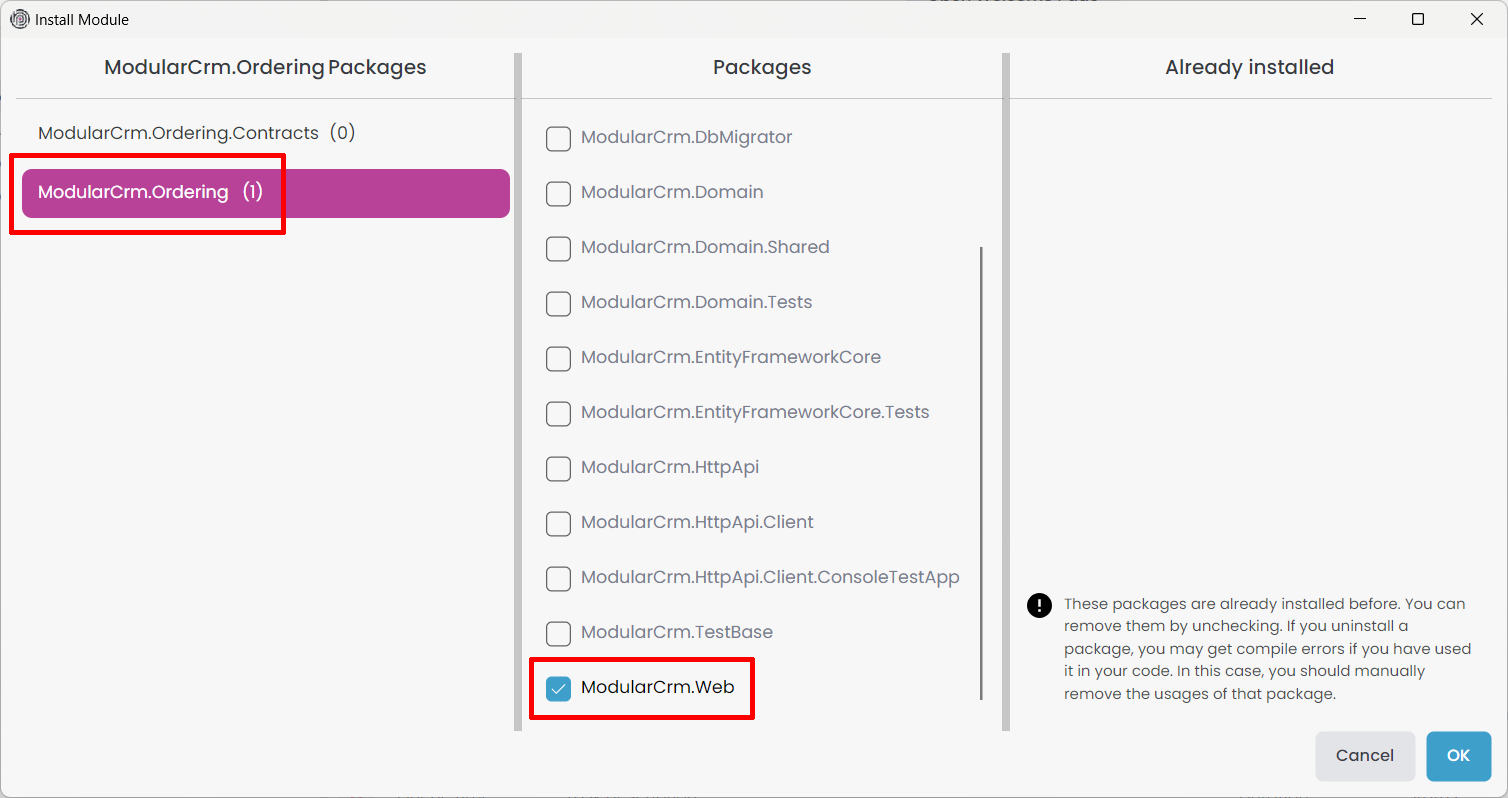 Install Module
ModularCrm.Ordering Packages
Packages
Already installed
ModularCrm.Ordering.Contracts (0)
ModularCrm.Ordering (1)
ModularCrm.DbMigrator
ModularCrm.Domain
ModularCrm.Domain.Shared
ModularCrm.Domain.Tests
ModularCrm.EntityFrameworkCore
ModularCrm.EntityFrameworkCore.Tests
ModularCrm.HttpApi
ModularCrm.HttpApi.Client
ModularCrm.HttpApi.Client.ConsoleTestApp
ModularCrm.TestBase
ModularCrm.Web
These packages are already installed before. You can
remove them by unchecking. If you uninstall a
package, you may get compile errors if you have used
it in your code. In this case, you should manually
remove the usages of that package.
Cancel
OK